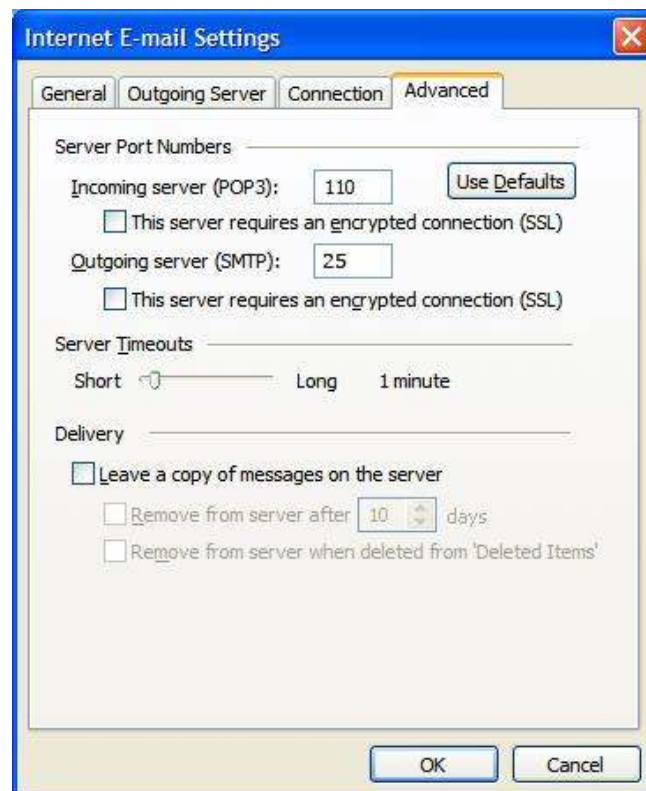 Internet E-mail Settings
General Outgoing Server Connection Advanced
Server Port Numbers
Incoming server (POP3): 110 Use Defaults
This server requires an encrypted connection (SSL)
Outgoing server (SMTP): 25
This server requires an encrypted connection (SSL)
Server Timeouts
Short Long 1 minute
Delivery
Leave a copy of messages on the server
Remove from server after 10 days
Remove from server when deleted from 'Deleted Items'
OK Cancel